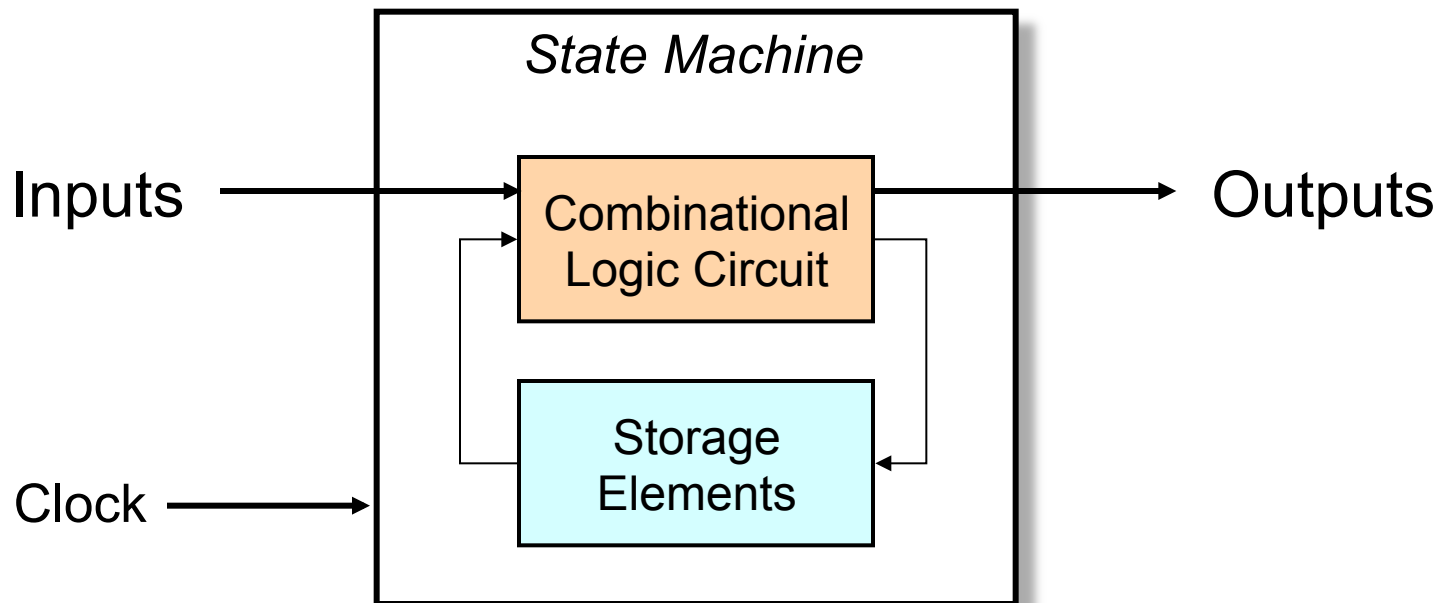 State Machine
Inputs
Combinational
Logic Circuit
Outputs
Storage
Elements
Clock